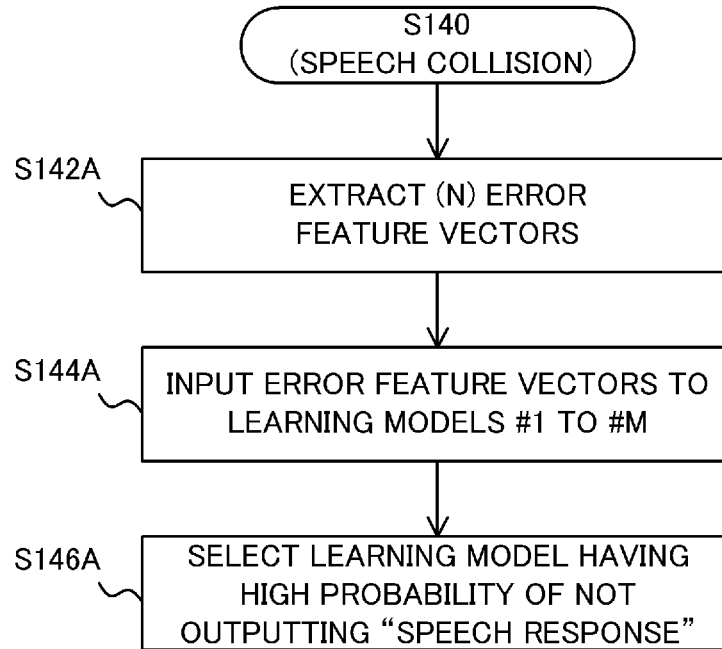 S140
(SPEECH COLLISION)
S142A
EXTRACT (N) ERROR
FEATURE VECTORS
S144A
INPUT ERROR FEATURE VECTORS TO
LEARNING MODELS #1 TO #M
S146A
SELECT LEARNING MODEL HAVING
HIGH PROBABILITY OF NOT
OUTPUTTING “SPEECH RESPONSE”